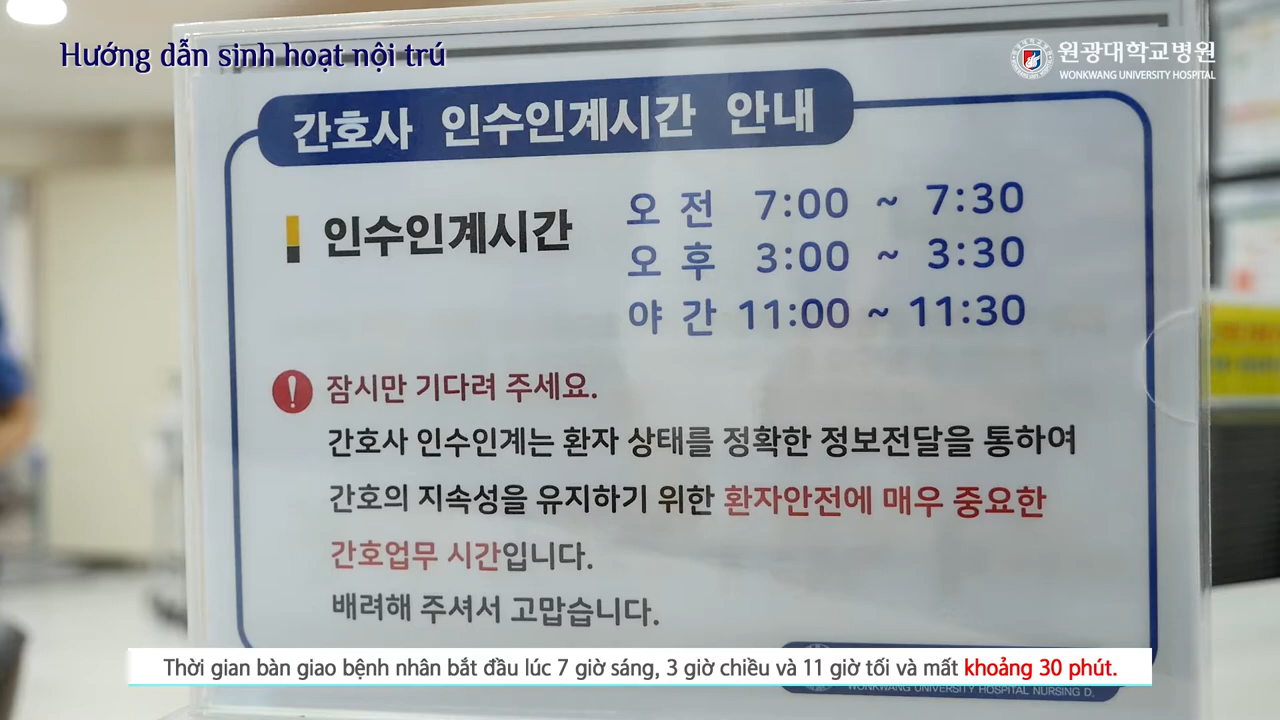 Hướng dẫn sinh hoạt nội trú
원광대학교병원
WONKWANG UNIVERSITY HOSPITAL
간호사 인수인계시간 안내
인수인계시간
오전 7:00 ~ 7:30
오후 3:00 ~ 3:30
야간 11:00 ~ 11:30
잠시만 기다려 주세요.
간호사 인수인계는 환자 상태를 정확한 정보전달을 통하여
간호의 지속성을 유지하기 위한 환자안전에 매우 중요한
간호업무 시간입니다.
배려해 주셔서 고맙습니다.
Thời gian bàn giao bệnh nhân bắt đầu lúc 7 giờ sáng, 3 giờ chiều và 11 giờ tối và mất khoảng 30 phút.
WONKWANG UNIVERSITY HOSPITAL NURSING D.